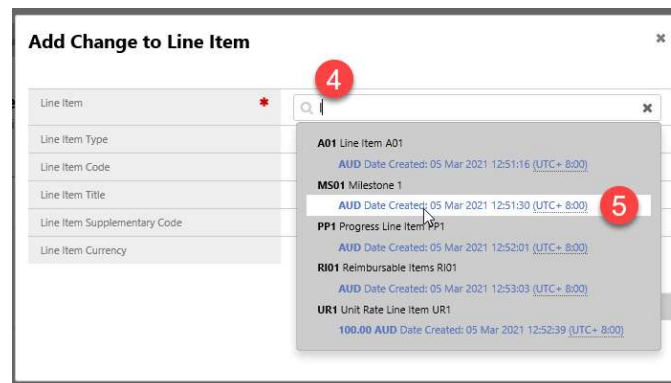 Add Change to Line Item
4
Line Item *
l
Line Item Type
Line Item Code
Line Item Title
Line Item Supplementary Code
Line Item Currency
A01 Line Item A01
AUD Date Created: 05 Mar 2021 12:51:16 (UTC+ 8:00)
MS01 Milestone 1
AUD Date Created: 05 Mar 2021 12:51:30 (UTC+ 8:00)
5
PP1 Progress Line Item PP1
AUD Date Created: 05 Mar 2021 12:52:01 (UTC+ 8:00)
RI01 Reimbursable Items RI01
AUD Date Created: 05 Mar 2021 12:53:03 (UTC+ 8:00)
UR1 Unit Rate Line Item UR1
100.00 AUD Date Created: 05 Mar 2021 12:52:39 (UTC+ 8:00)